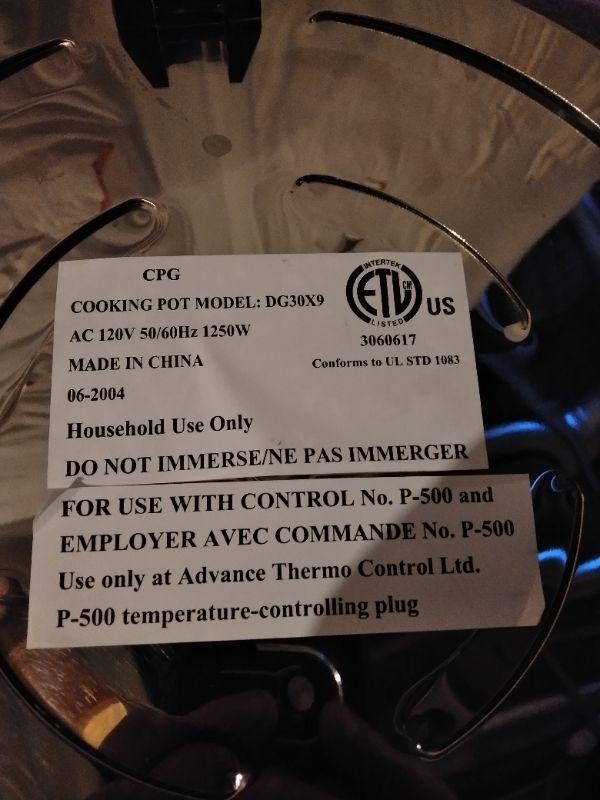 CPG
COOKING POT MODEL: DG30X9
AC 120V 50/60Hz 1250W
MADE IN CHINA
06-2004
Household Use Only
DO NOT IMMERSE/NE PAS IMMERGER
INTERTEK
ETL CM US
LISTED
3060617
Conforms to UL STD 1083
FOR USE WITH CONTROL No. P-500 and
EMPLOYER AVEC COMMANDE No. P-500
Use only at Advance Thermo Control Ltd.
P-500 temperature-controlling plug